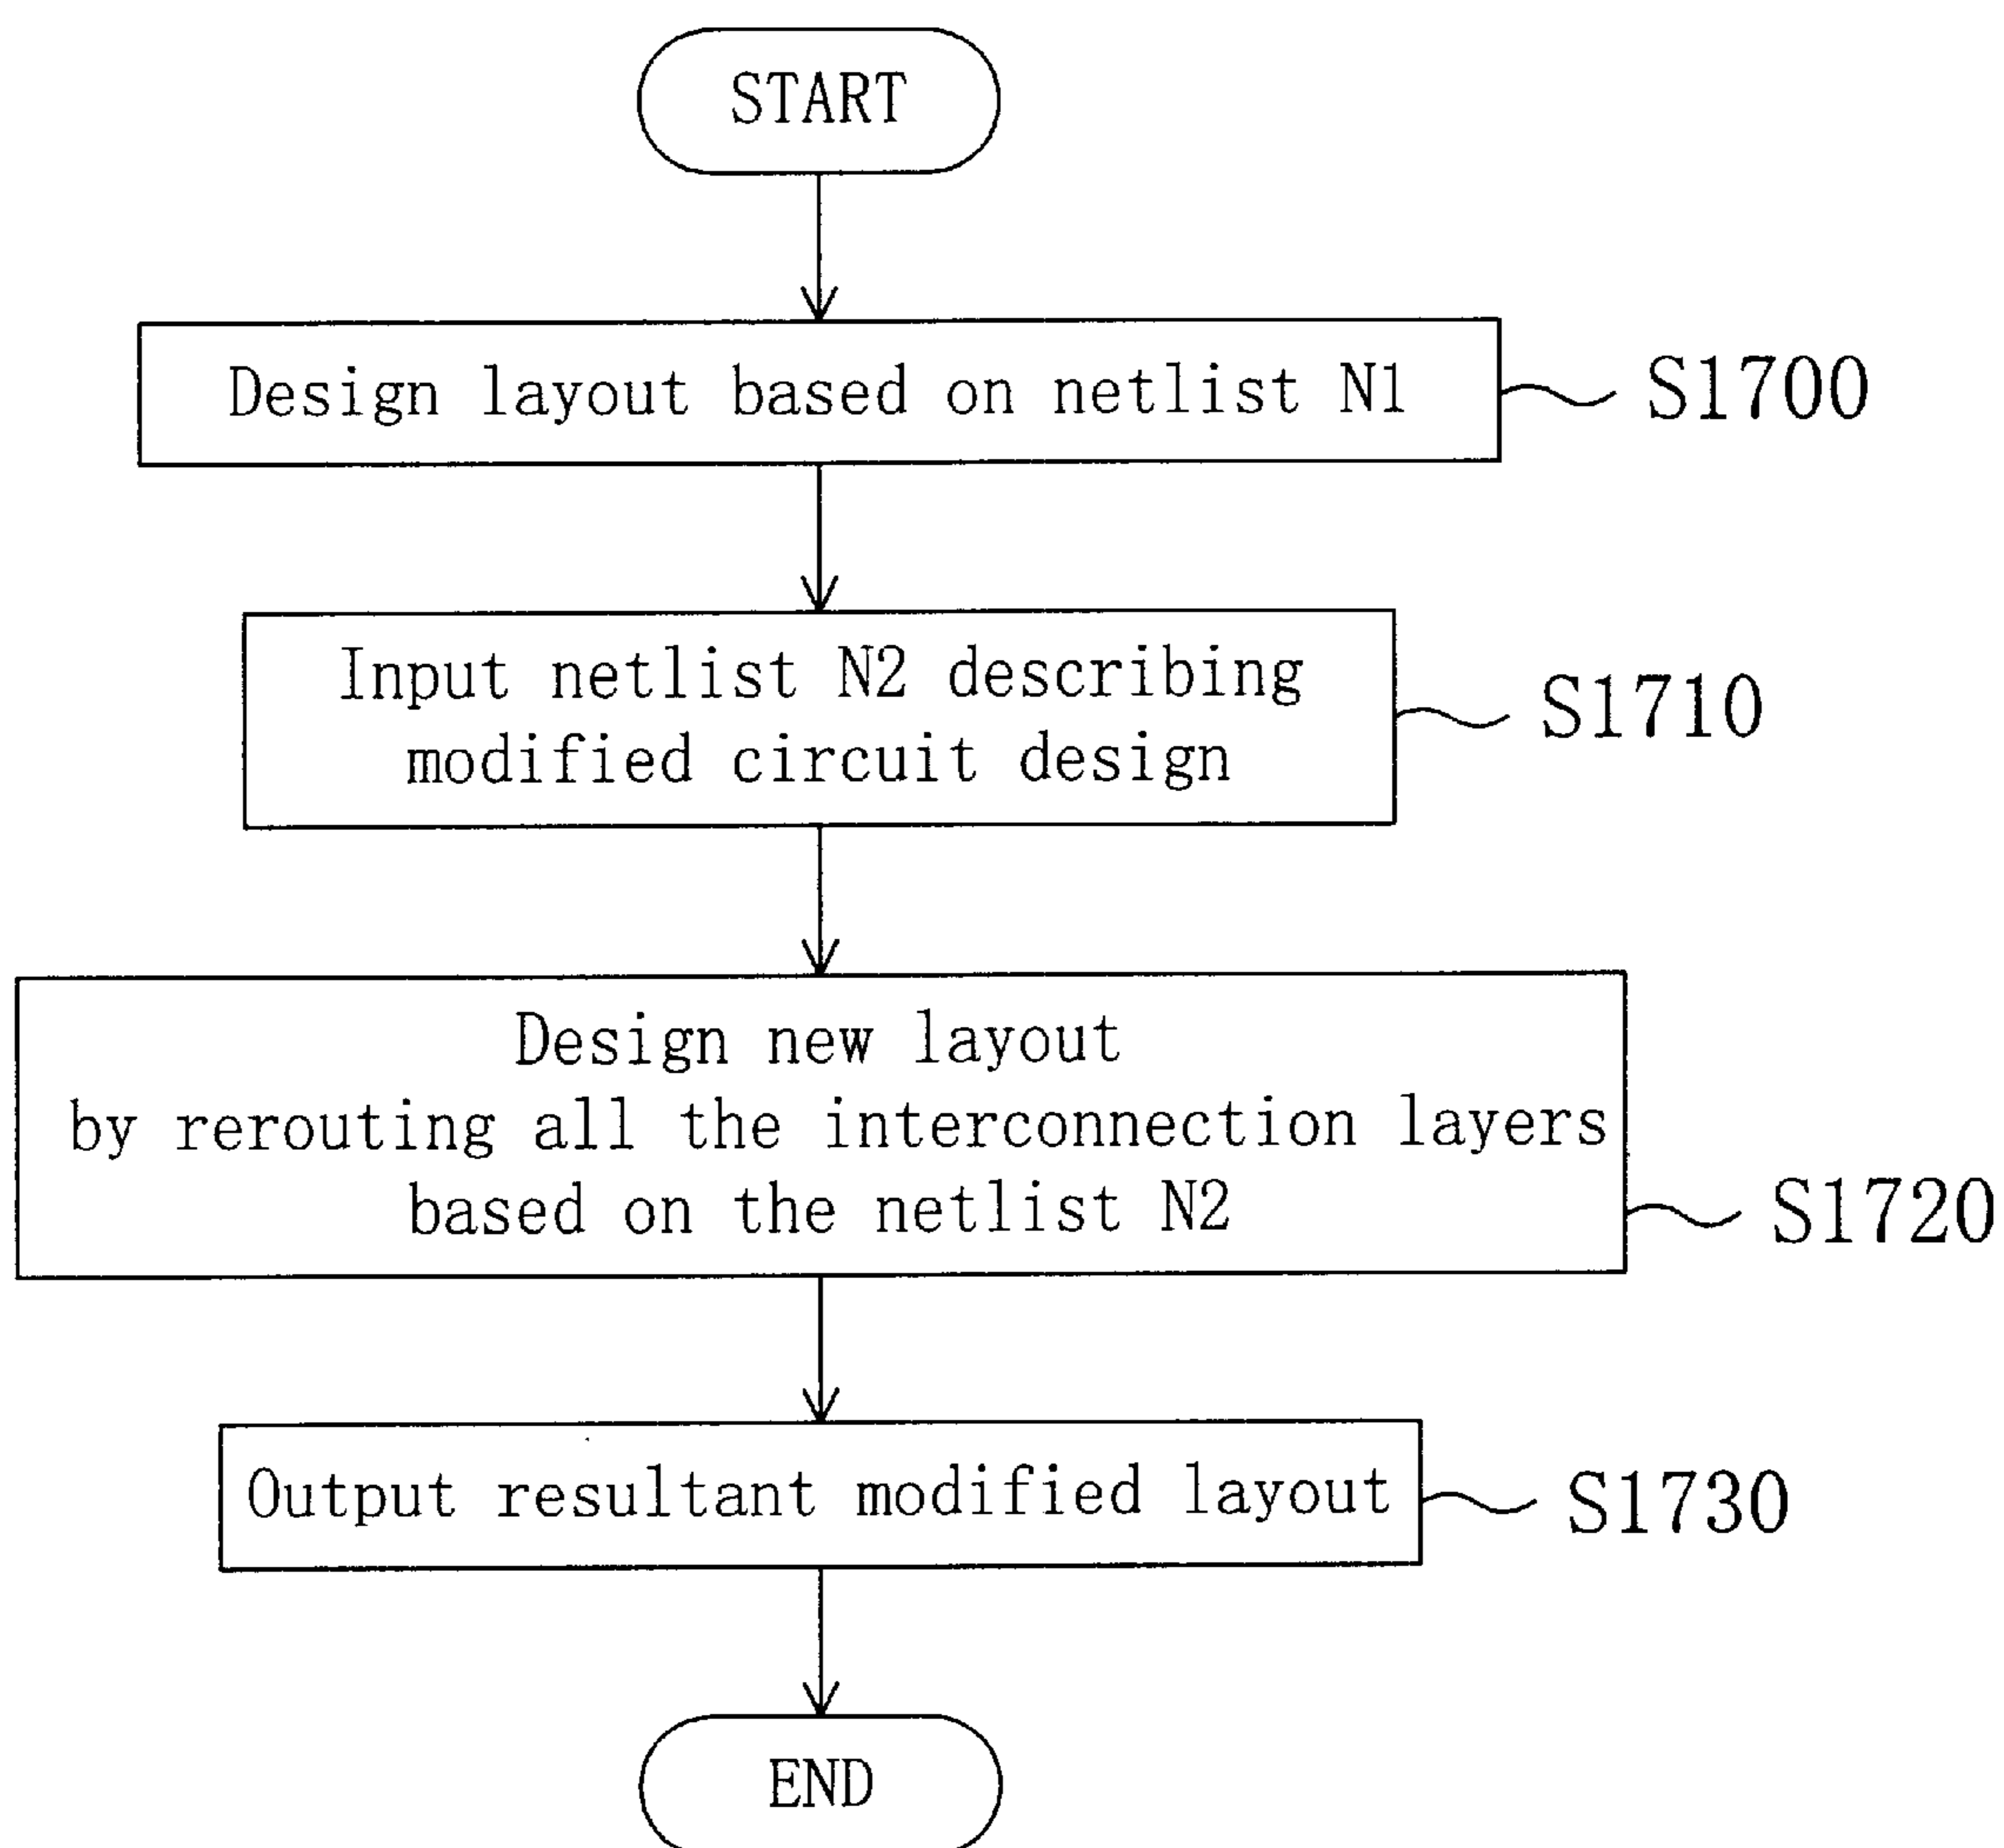 START
Design layout based on netlist N1
S1700
Input netlist N2 describing
modified circuit design
S1710
Design new layout
by rerouting all the interconnection layers
based on the netlist N2
S1720
Output resultant modified layout
S1730
END